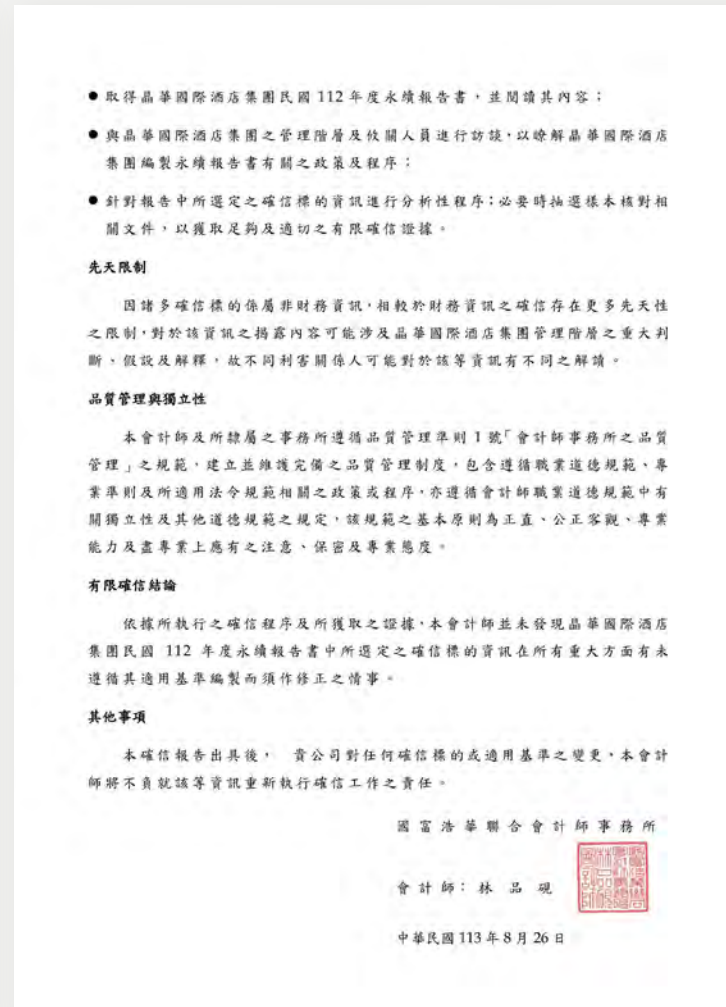 ● 取得晶華國際酒店集團民國 112 年度永續報告書，並閱讀其內容；
● 與晶華國際酒店集團之管理階層及攸關人員進行訪談，以瞭解晶華國際酒店
集團編製永續報告書有關之政策及程序；
● 針對報告中所選定之確信標的資訊進行分析性程序；必要時抽選樣本核對相
關文件，以獲取足夠及適切之有限確信證據。
先天限制
因諸多確信標的係屬非財務資訊，相較於財務資訊之確信存在更多先天性
之限制，對於該資訊之揭露內容可能涉及晶華國際酒店集團管理階層之重大判
斷、假設及解釋，故不同利害關係人可能對於該等資訊有不同之解讀。
品質管理與獨立性
本會計師及所隸屬之事務所遵循品質管理準則 1 號「會計師事務所之品質
管理」之規範，建立並維護完備之品質管理制度，包含遵循職業道德規範、專
業準則及所適用法令規範相關之政策或程序，亦遵循會計師職業道德規範中有
關獨立性及其他道德規範之規定，該規範之基本原則為正直、公正客觀、專業
能力及盡專業上應有之注意、保密及專業態度。
有限確信結論
依據所執行之確信程序及所獲取之證據，本會計師並未發現晶華國際酒店
集團民國 112 年度永續報告書中所選定之確信標的資訊在所有重大方面有未
遵循其適用基準編製而須作修正之情事。
其他事項
本確信報告出具後， 貴公司對任何確信標的或適用基準之變更，本會計
師將不負就該等資訊重新執行確信工作之責任。
國富浩華聯合會計師事務所
會計師：林 品 硯
中華民國 113 年 8 月 26 日